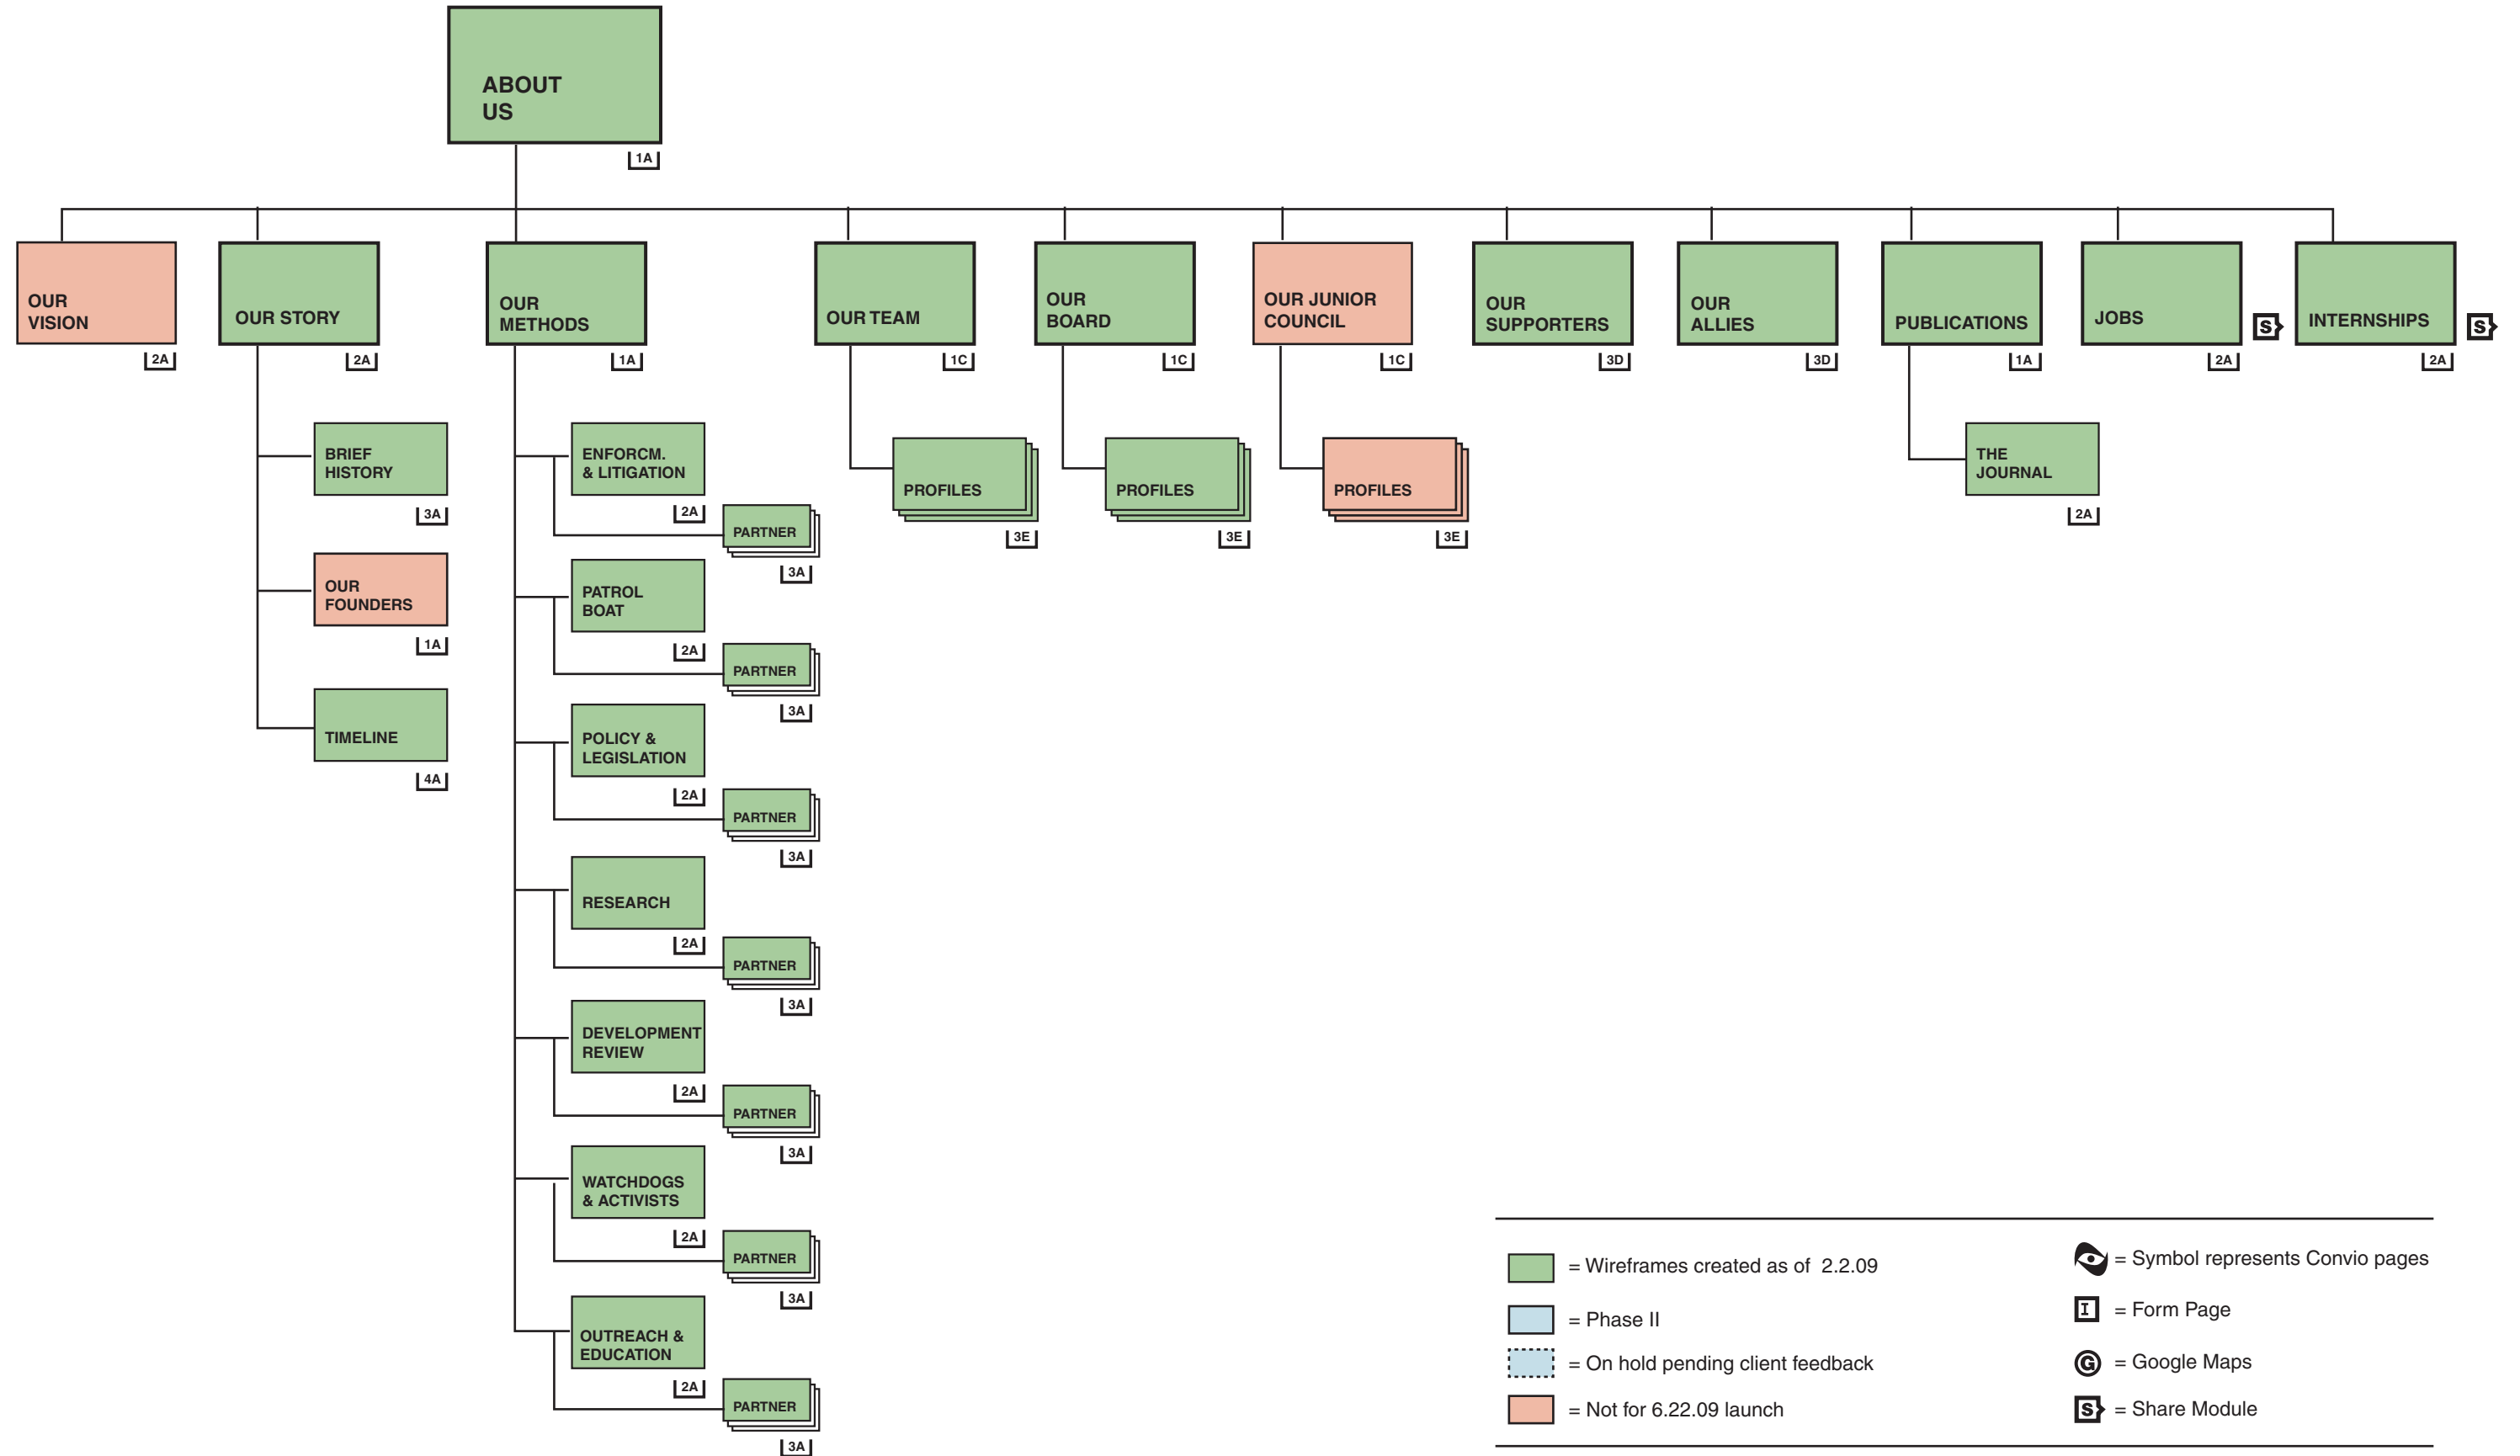 ABOUT
US
1A
OUR
VISION
2A
OUR STORY
2A
OUR
METHODS
1A
OUR TEAM
1C
OUR
BOARD
1C
OUR JUNIOR
COUNCIL
1C
OUR
SUPPORTERS
3D
OUR
ALLIES
3D
PUBLICATIONS
1A
JOBS
2A
S
INTERNSHIPS
2A
S
BRIEF
HISTORY
3A
OUR
FOUNDERS
1A
TIMELINE
4A
ENFORCM.
& LITIGATION
2A
PARTNER
3A
PATROL
BOAT
2A
PARTNER
3A
POLICY &
LEGISLATION
2A
PARTNER
3A
RESEARCH
2A
PARTNER
3A
DEVELOPMENT
REVIEW
2A
PARTNER
3A
WATCHDOGS
& ACTIVISTS
2A
PARTNER
3A
OUTREACH &
EDUCATION
2A
PARTNER
3A
PROFILES
3E
PROFILES
3E
PROFILES
3E
THE
JOURNAL
2A
= Wireframes created as of 2.2.09
= Phase II
= On hold pending client feedback
= Not for 6.22.09 launch
= Symbol represents Convio pages
I = Form Page
G = Google Maps
S = Share Module